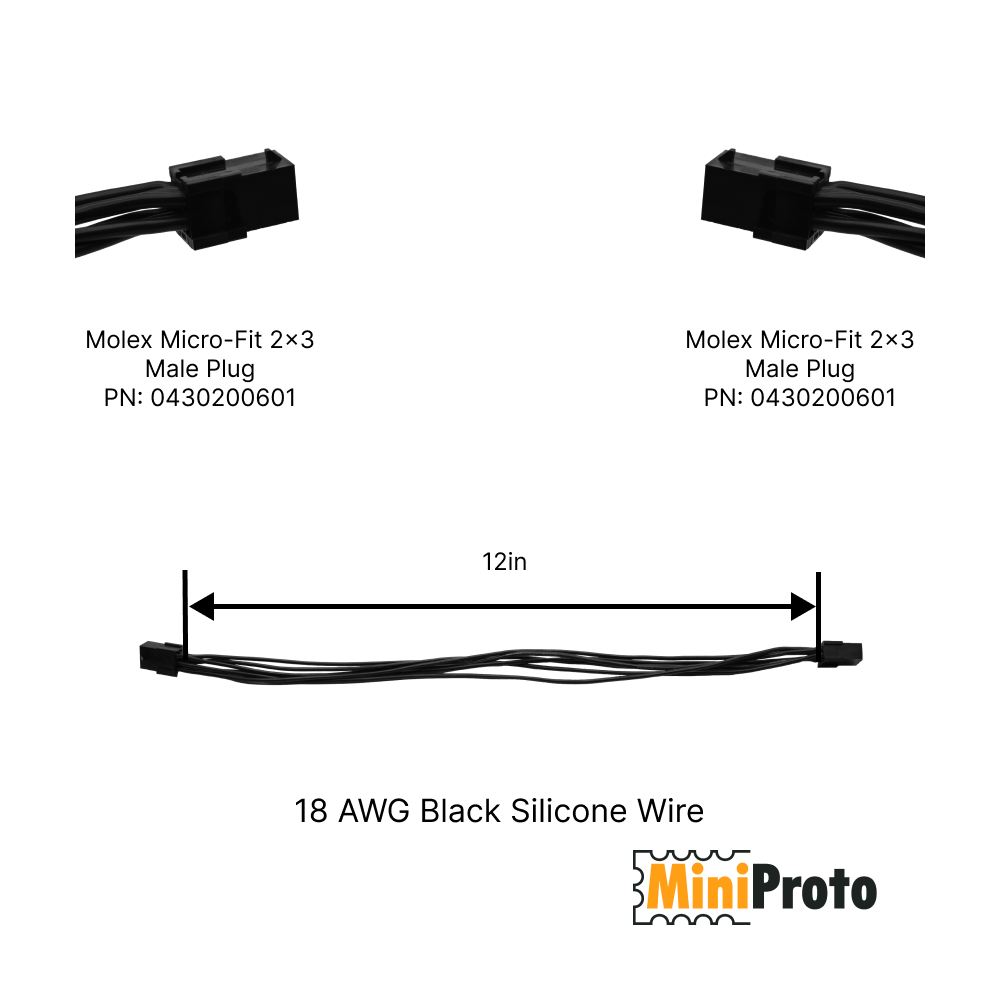 Molex Micro-Fit 2×3
Male Plug
PN: 0430200601
Molex Micro-Fit 2×3
Male Plug
PN: 0430200601
12in
18 AWG Black Silicone Wire
MiniProto